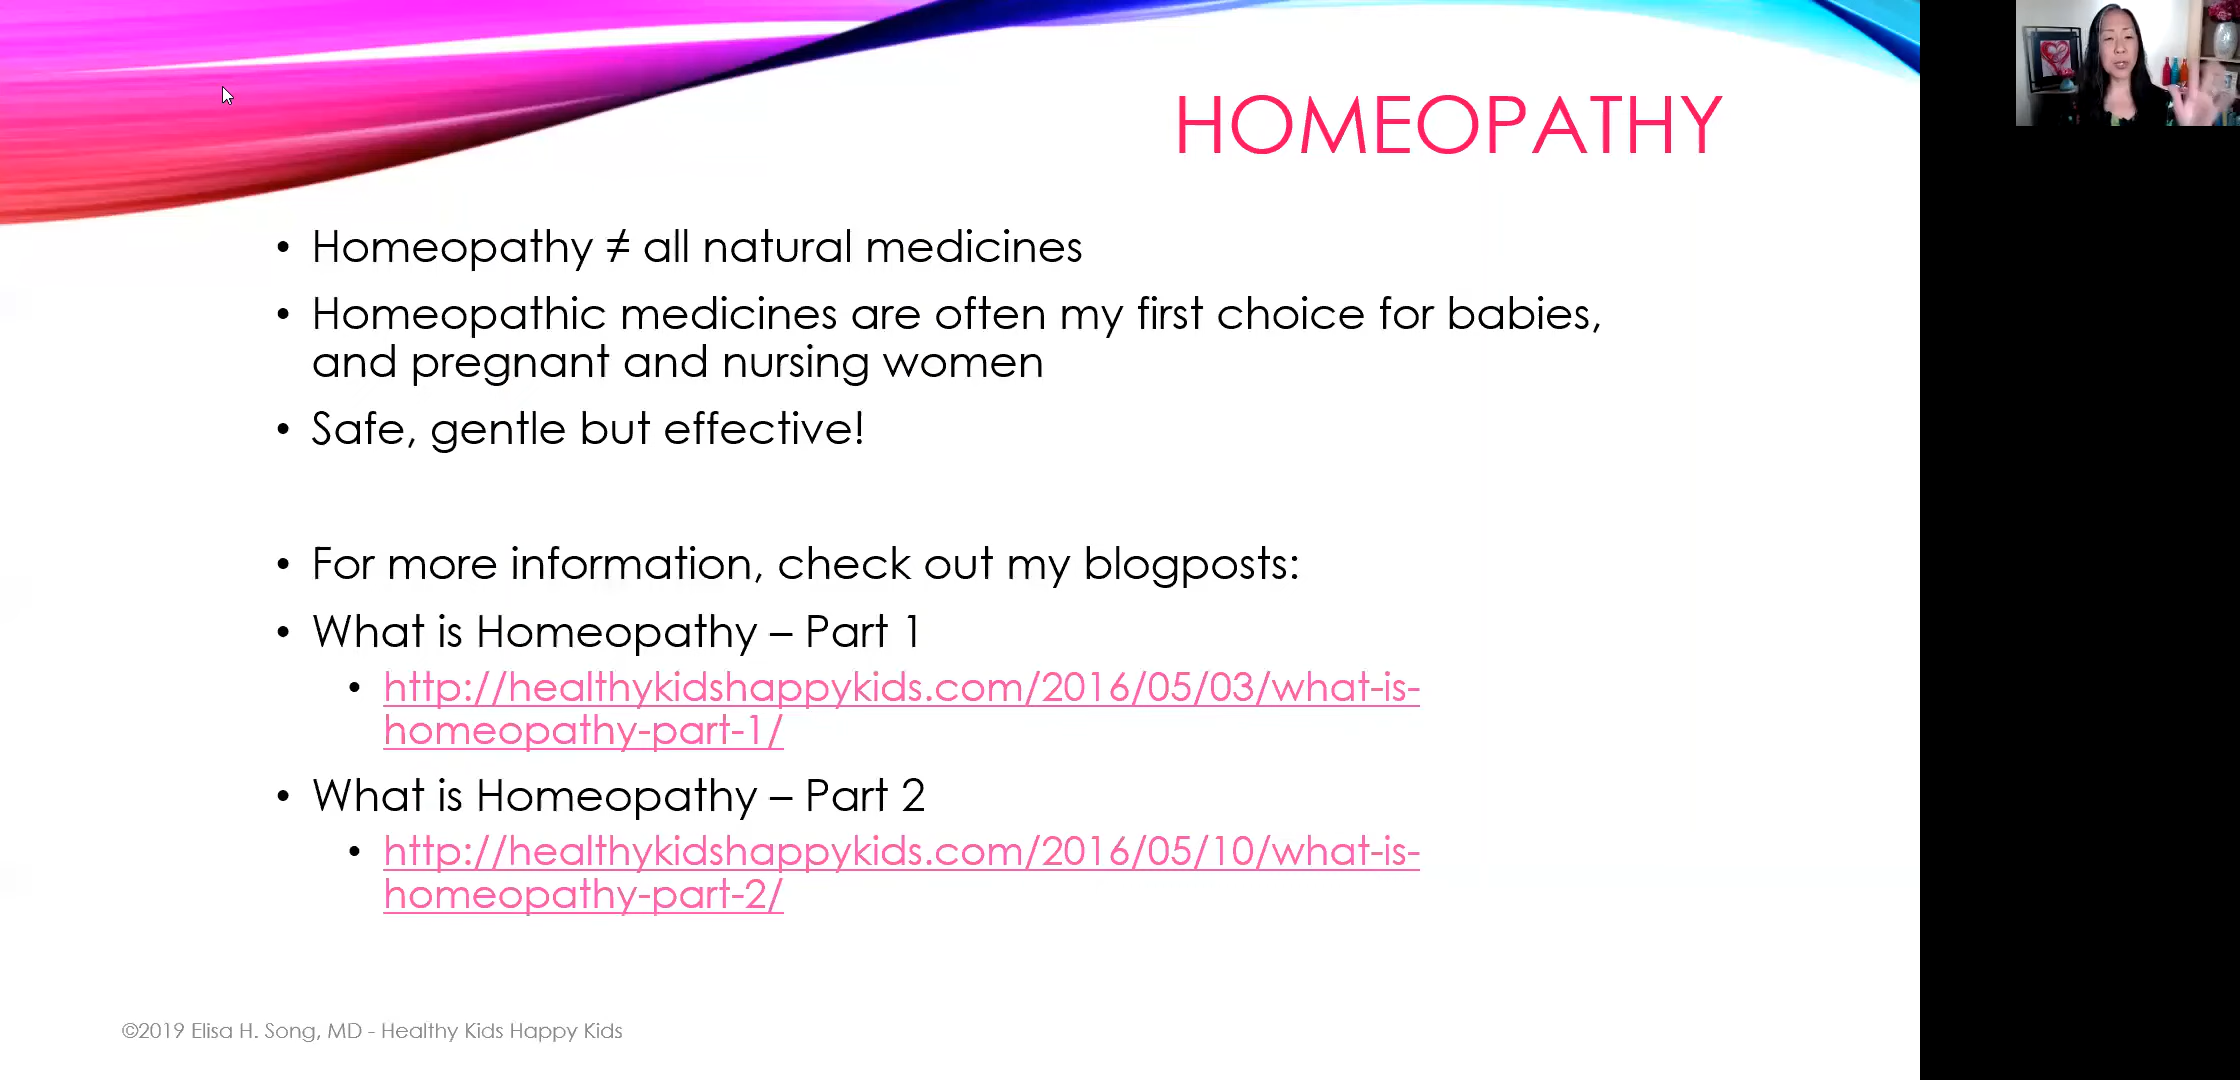 HOMEOPATHY
• Homeopathy ≠ all natural medicines
• Homeopathic medicines are often my first choice for babies,
and pregnant and nursing women
• Safe, gentle but effective!
• For more information, check out my blogposts:
• What is Homeopathy – Part 1
• http://healthykidshappykids.com/2016/05/03/what-is-
homeopathy-part-1/
• What is Homeopathy – Part 2
• http://healthykidshappykids.com/2016/05/10/what-is-
homeopathy-part-2/
©2019 Elisa H. Song, MD - Healthy Kids Happy Kids